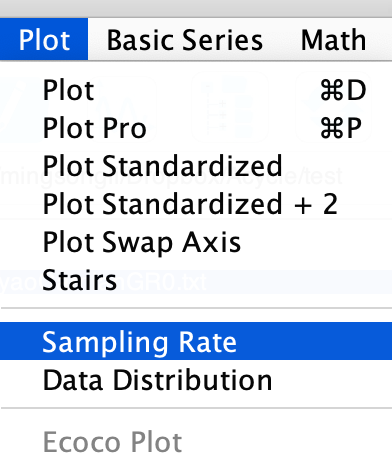 Plot Basic Series Math
Plot ⌘D
Plot Pro ⌘P
Plot Standardized
Plot Standardized + 2
Plot Swap Axis
Stairs
Sampling Rate
Data Distribution
Ecoco Plot